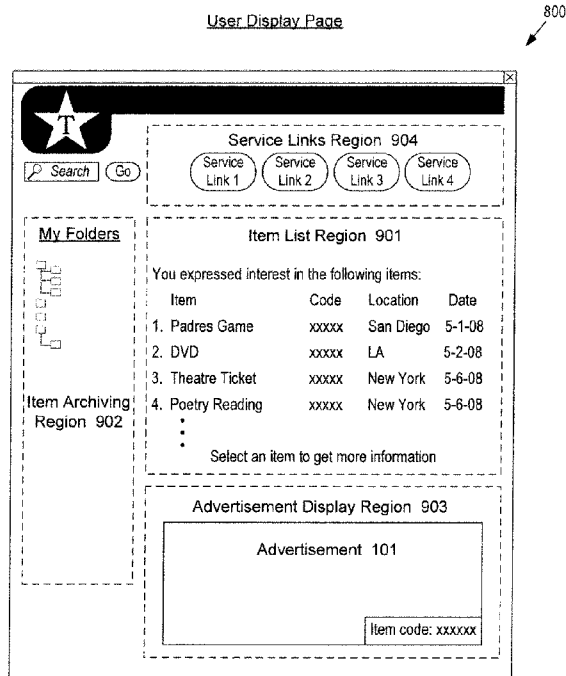 User Display Page
800
T
Service Links Region 904
Search Go
Service Link 1 Service Link 2 Service Link 3 Service Link 4
My Folders
Item Archiving Region 902
Item List Region 901
You expressed interest in the following items:
Item Code Location Date
1. Padres Game xxxxx San Diego 5-1-08
2. DVD xxxxx LA 5-2-08
3. Theatre Ticket xxxxx New York 5-6-08
4. Poetry Reading xxxxx New York 5-6-08
Select an item to get more information
Advertisement Display Region 903
Advertisement 101
Item code: xxxxxx